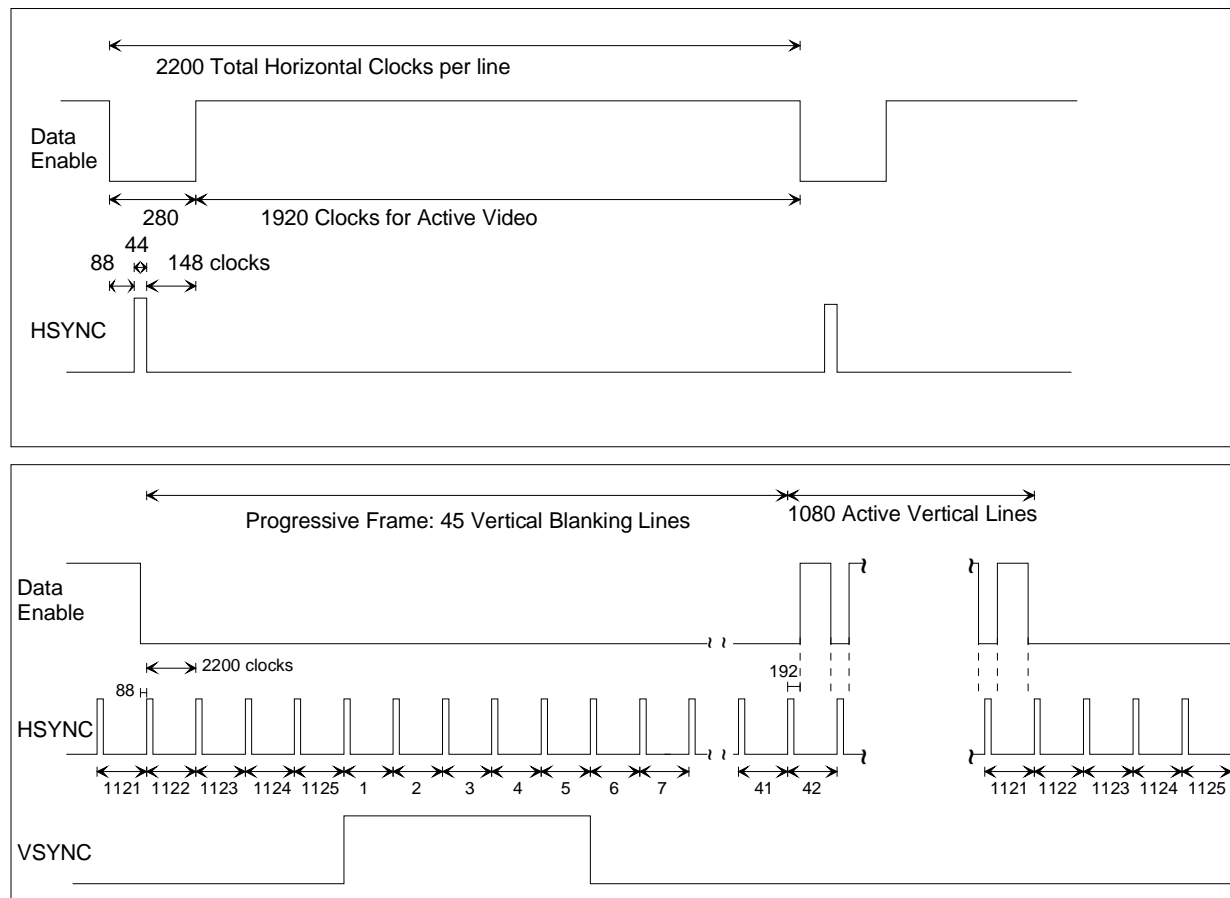 2200 Total Horizontal Clocks per line
Data
Enable
280
1920 Clocks for Active Video
44
88
148 clocks
HSYNC
Progressive Frame: 45 Vertical Blanking Lines
1080 Active Vertical Lines
Data
Enable
2200 clocks
88
192
HSYNC
1121 1122 1123 1124 1125 1 2 3 4 5 6 7 41 42 1121 1122 1123 1124 1125
VSYNC